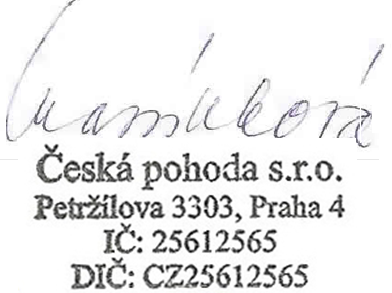 Česká pohoda s.r.o.
Petržílova 3303, Praha 4
IČ: 25612565
DIČ: CZ25612565